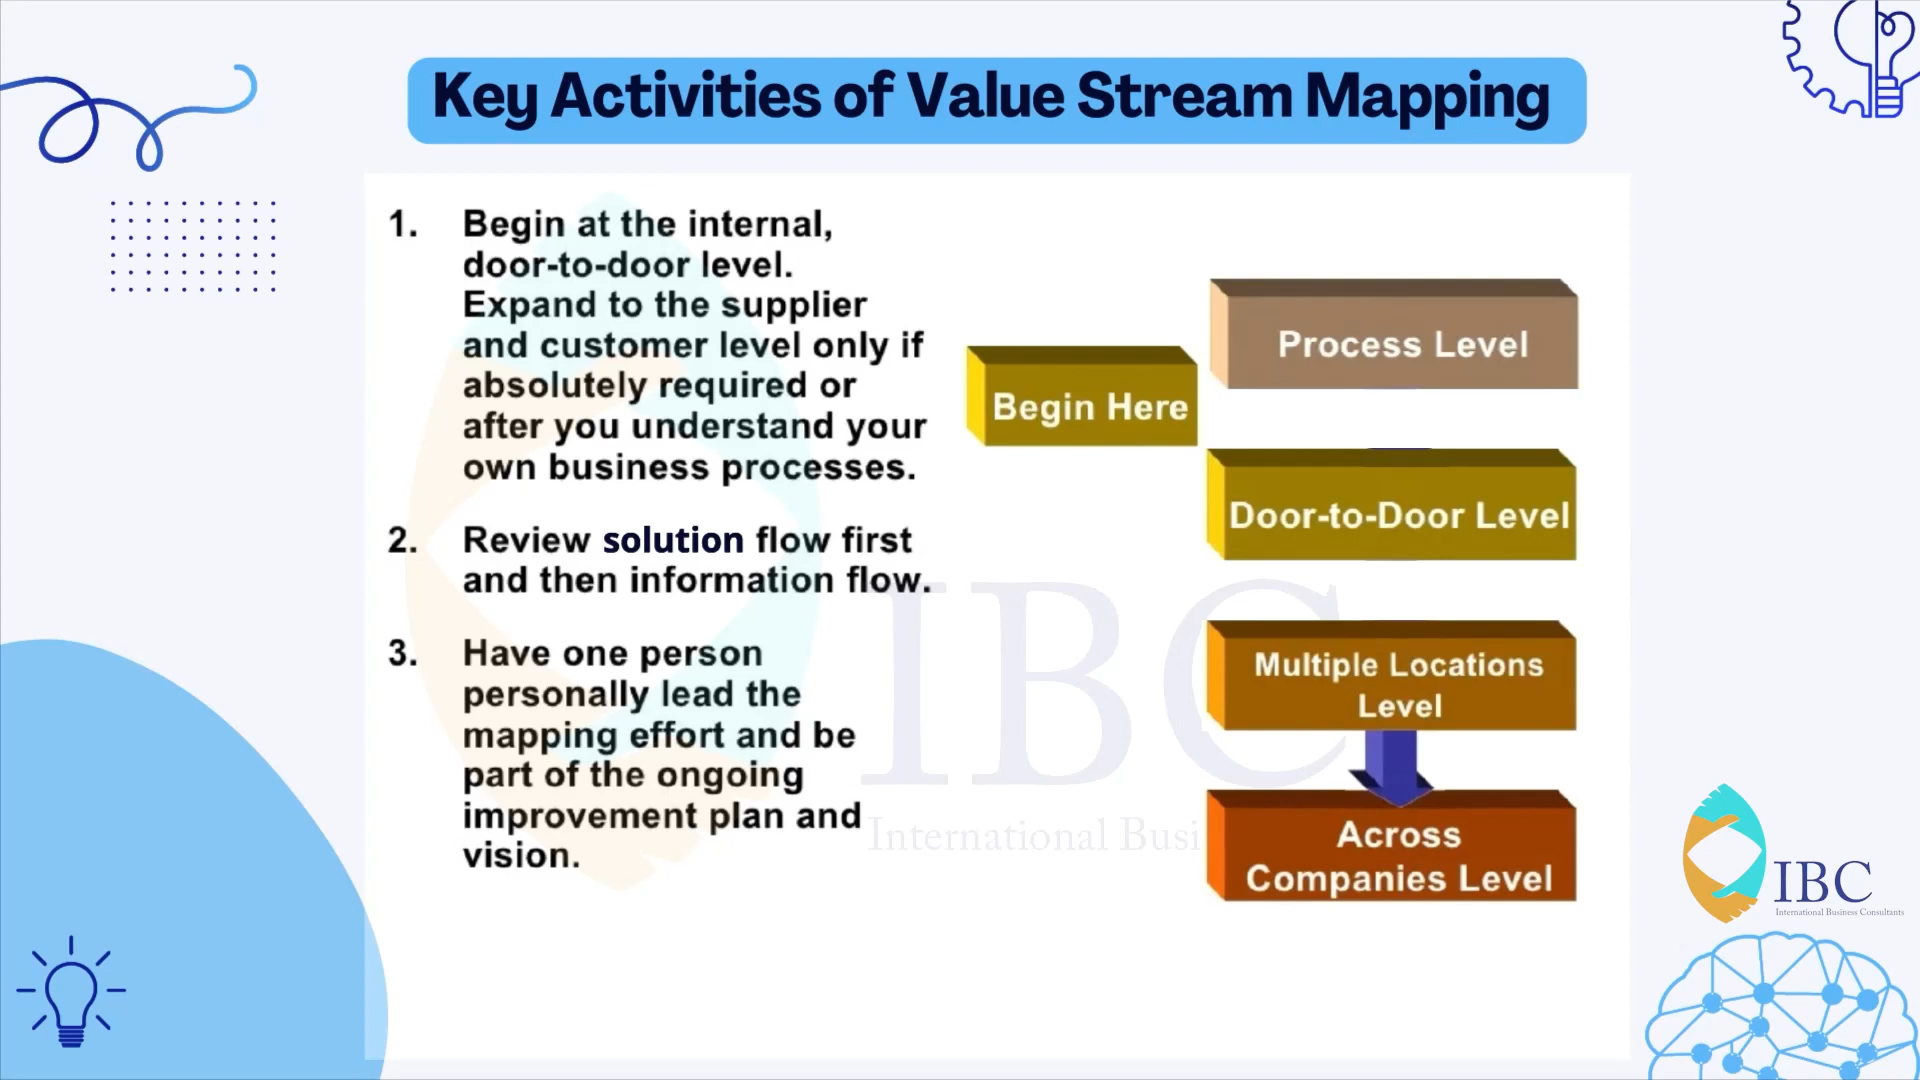 Key Activities of Value Stream Mapping
1. Begin at the internal,
door-to-door level.
Expand to the supplier
and customer level only if
absolutely required or
after you understand your
own business processes.
2. Review solution flow first
and then information flow.
3. Have one person
personally lead the
mapping effort and be
part of the ongoing
improvement plan and
vision.
Begin Here
Process Level
Door-to-Door Level
Multiple Locations
Level
Across
Companies Level
IBC
International Busi
IBC
International Business Consultants